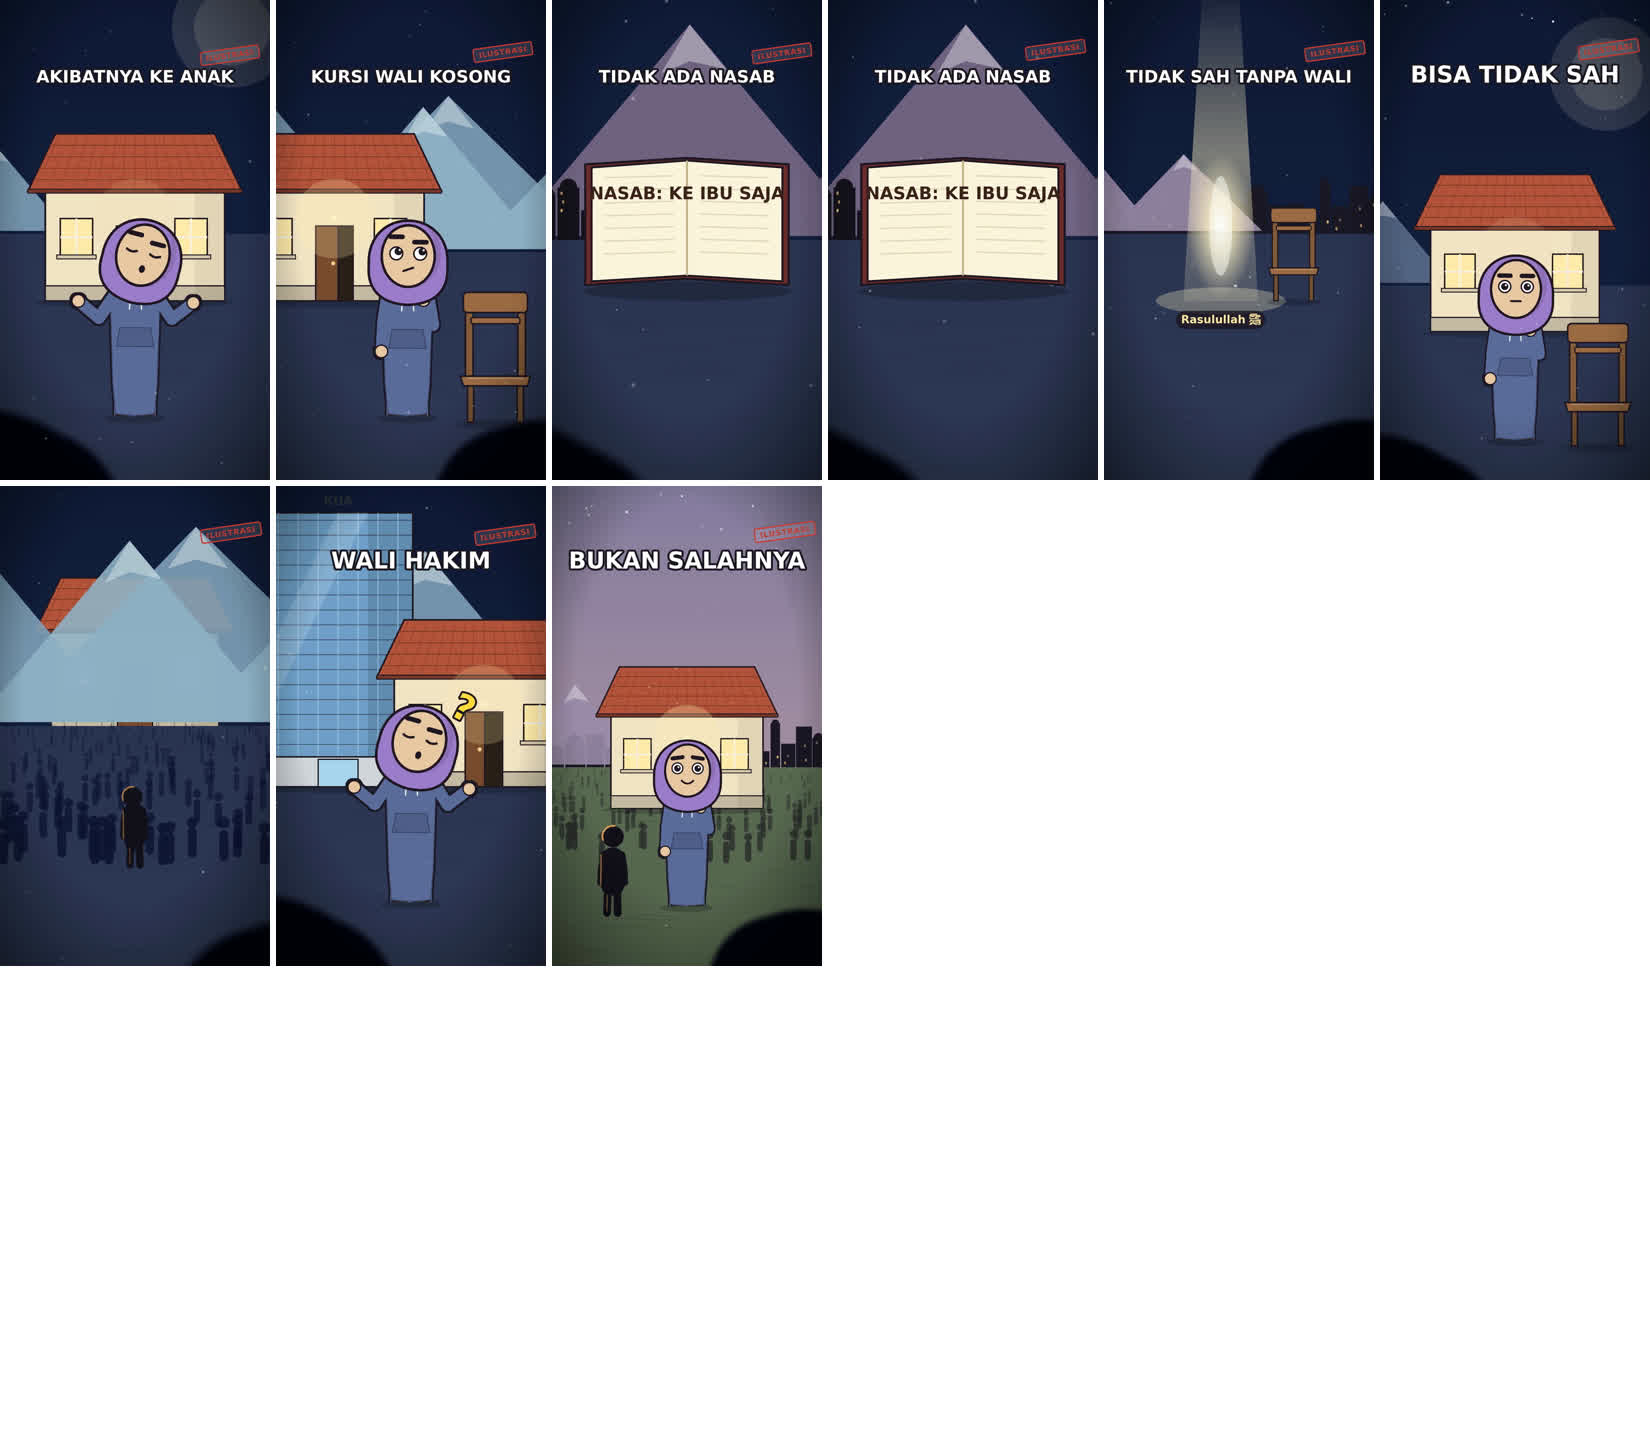 ILUSTRASI
AKIBATNYA KE ANAK
ILUSTRASI
KURSI WALI KOSONG
ILUSTRASI
TIDAK ADA NASAB
NASAB: KE IBU SAJA
ILUSTRASI
TIDAK ADA NASAB
NASAB: KE IBU SAJA
ILUSTRASI
TIDAK SAH TANPA WALI
Rasulullah ﷺ
ILUSTRASI
BISA TIDAK SAH
ILUSTRASI
KUA
ILUSTRASI
WALI HAKIM
?
ILUSTRASI
BUKAN SALAHNYA